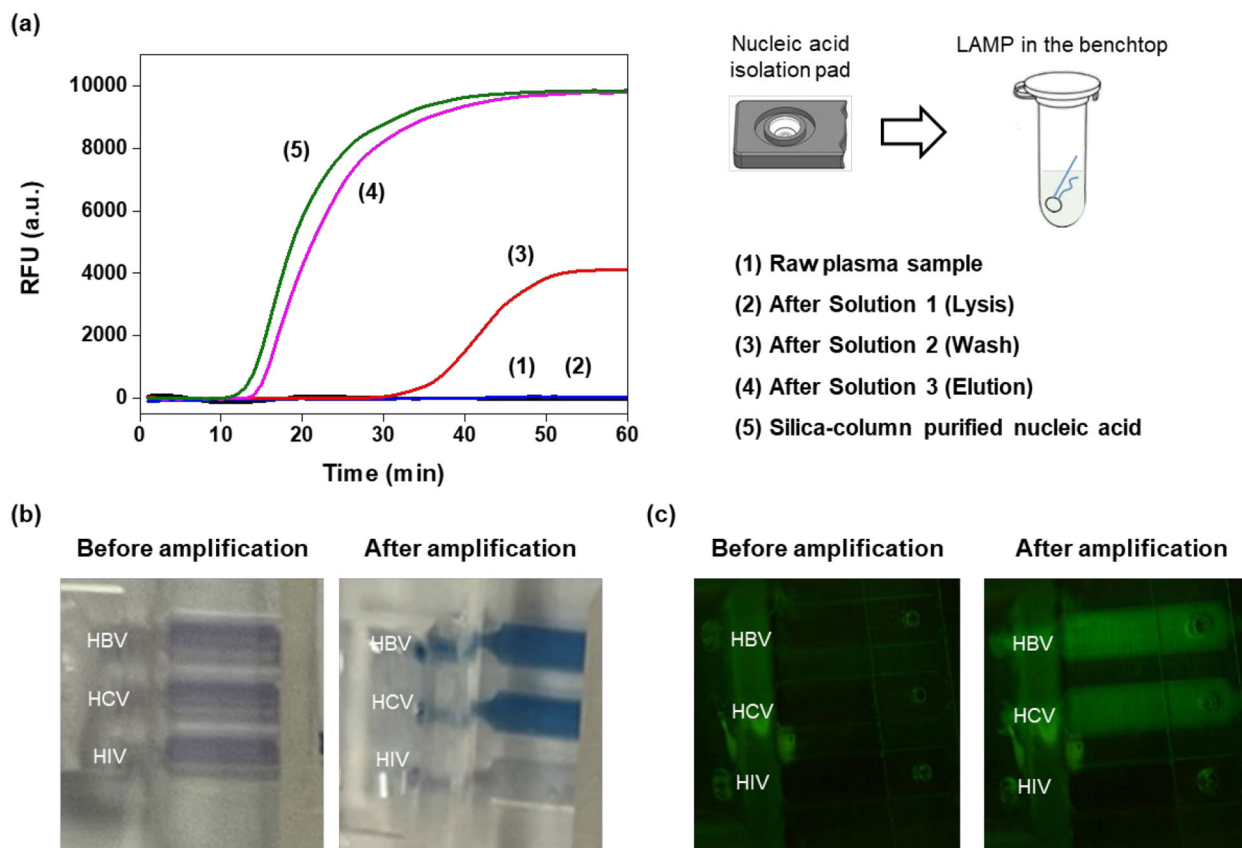 (a)
10000
8000
6000
4000
2000
0
RFU (a.u.)
0
10
20
30
40
50
60
Time (min)
(5)
(4)
(3)
(1)
(2)
Nucleic acid
isolation pad
LAMP in the benchtop
(1) Raw plasma sample
(2) After Solution 1 (Lysis)
(3) After Solution 2 (Wash)
(4) After Solution 3 (Elution)
(5) Silica-column purified nucleic acid
(b)
Before amplification
After amplification
HBV
HCV
HIV
HBV
HCV
HIV
(c)
Before amplification
After amplification
HBV
HCV
HIV
HBV
HCV
HIV